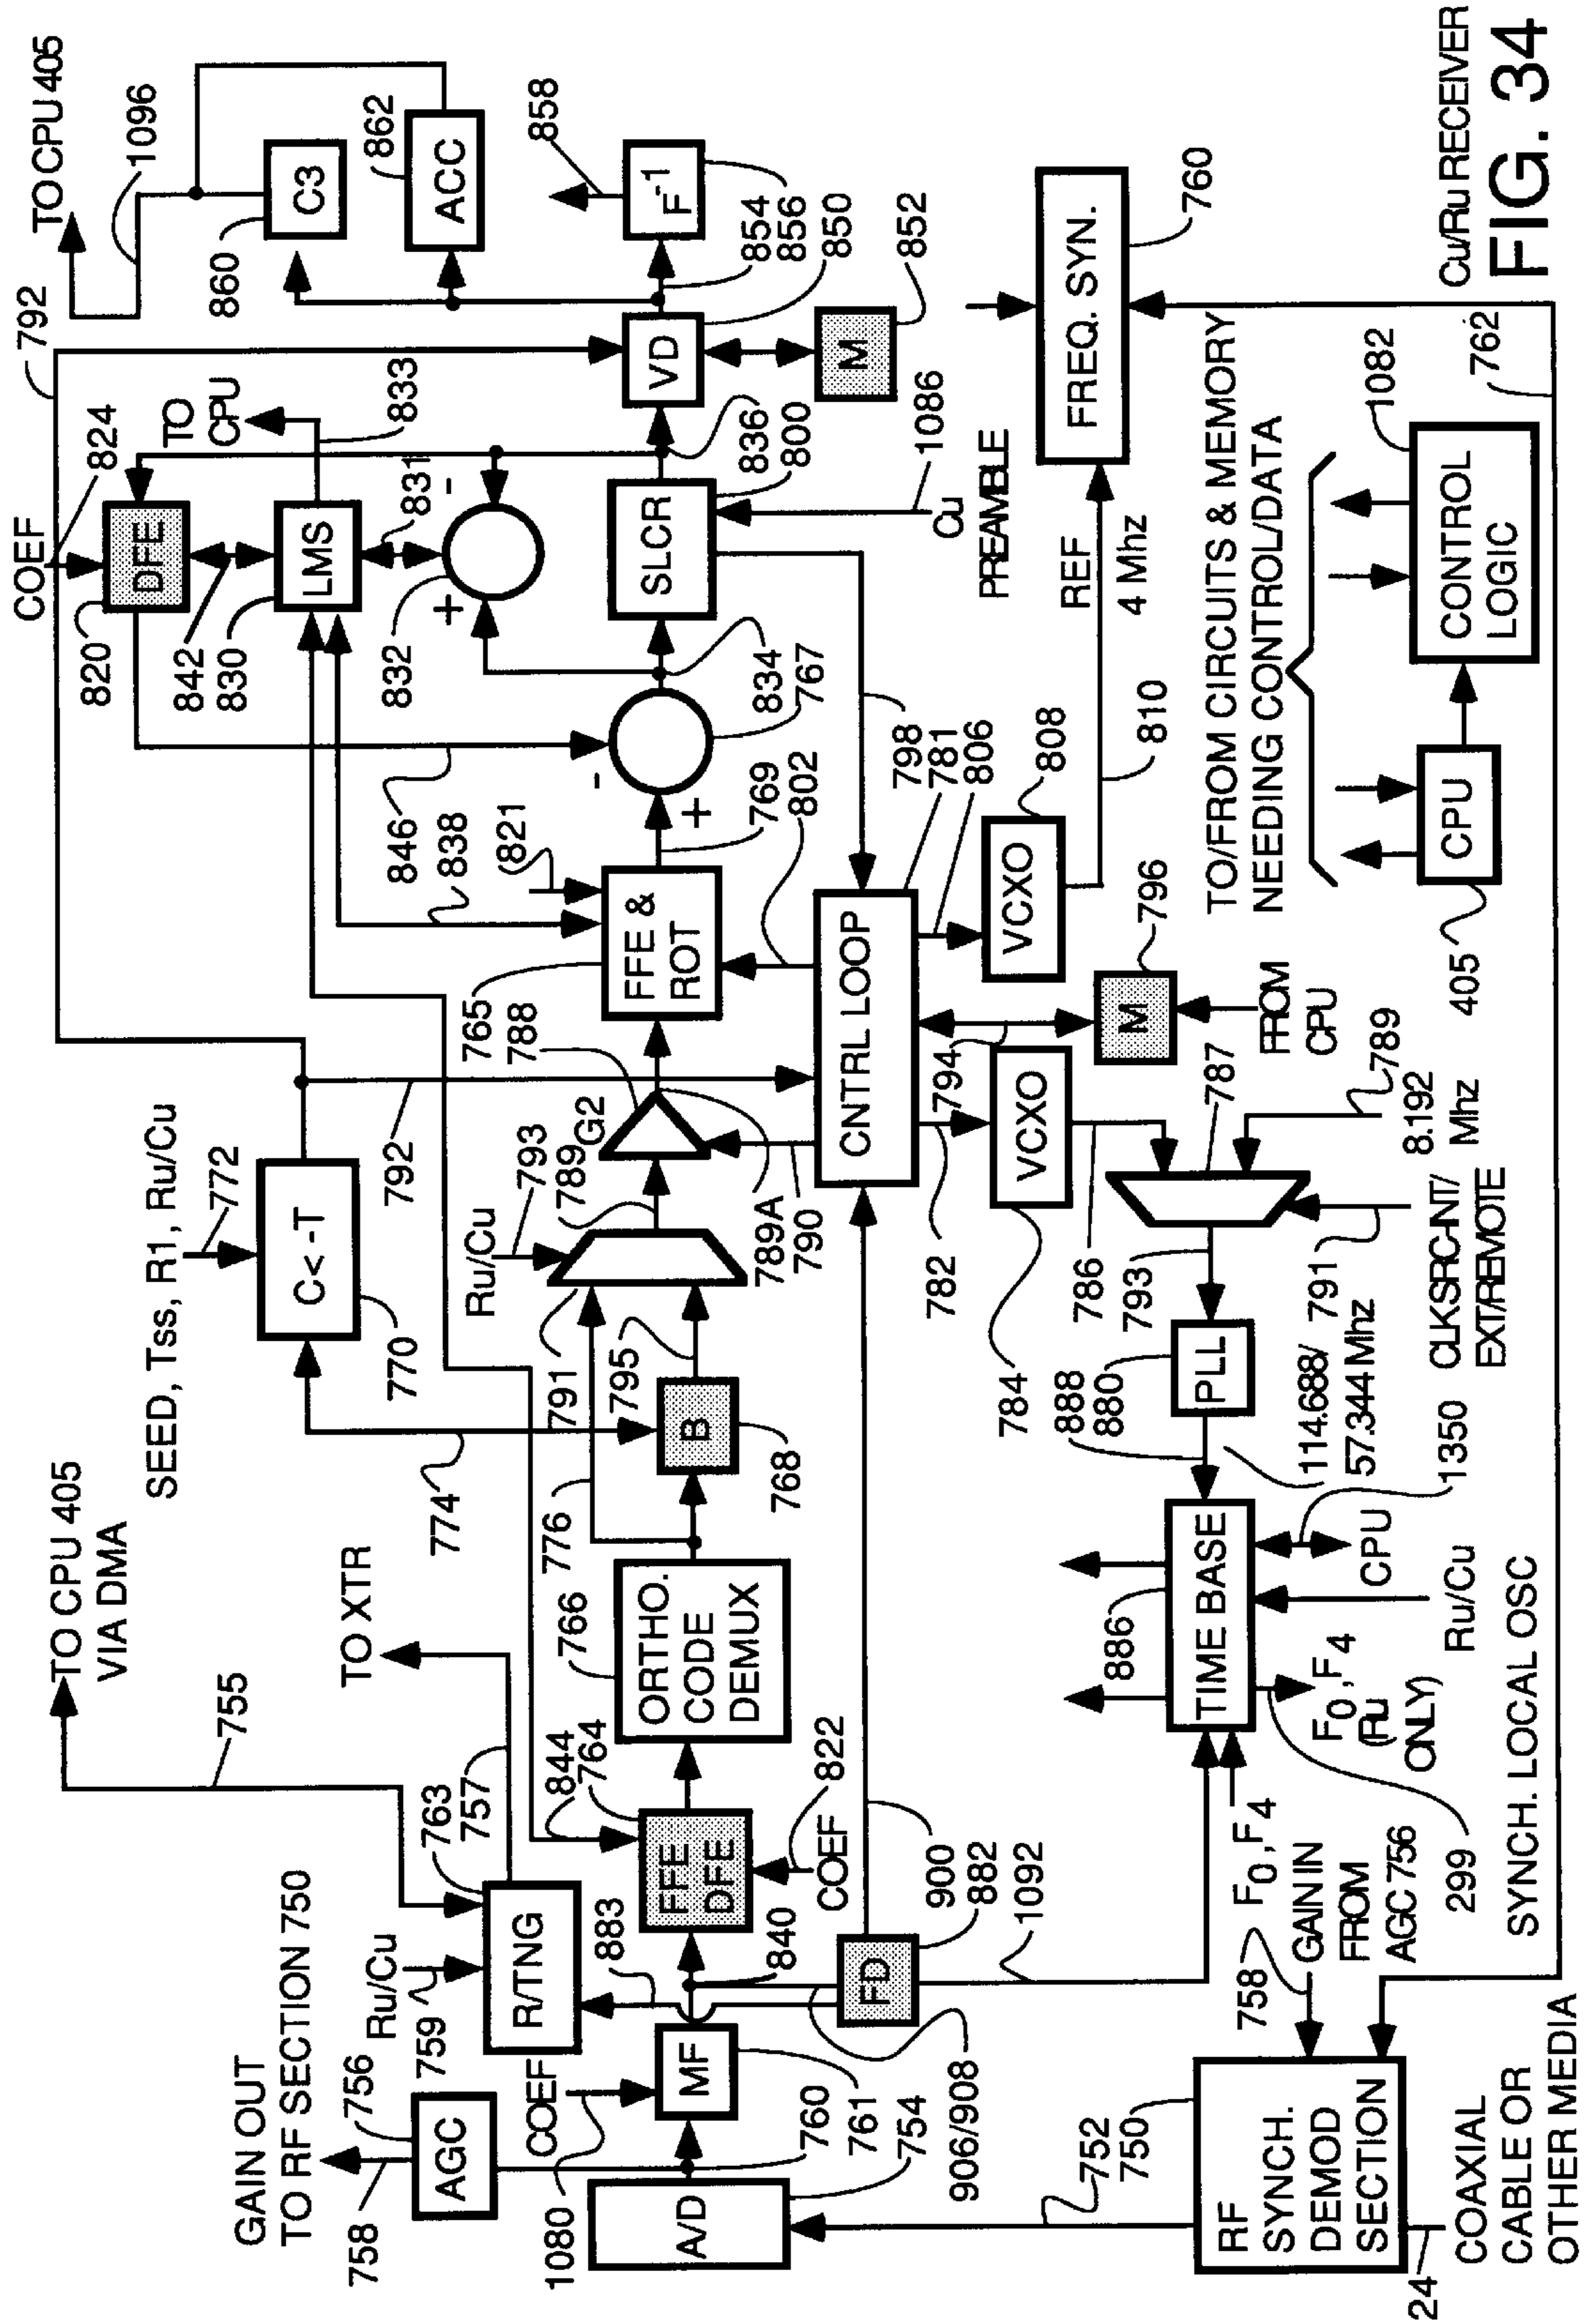 TO CPU 405
VIA DMA
755
TO XTR
GAIN OUT
TO RF SECTION 750
758
756
AGC
Ru/Cu
759
763
757
R/TNG
883
COEF
1080
MF
A/D
760
761
754
906/908
752
750
RF
SYNCH.
DEMOD
SECTION
24
COAXIAL
CABLE OR
OTHER MEDIA
844
764
FFE
DFE
822
COEF
840
FD
900
882
1092
758
F0, F4
GAIN IN
FROM
AGC 756
299
SYNCH. LOCAL OSC
766
ORTHO.
CODE
DEMUX
776
774
791
795
B
768
SEED, Tss, R1, Ru/Cu
772
C<-T
770
792
Ru/Cu
793
789
G2
788
765
789A
790
FFE &
ROT
821
838
846
769
802
CNTRL LOOP
798
781
806
782
794
VCXO
784
786
VCXO
808
810
M
796
FROM
CPU
787
789
8.192
Mhz
791
CLKSRC-INT/
EXT/REMOTE
793
PLL
880
888
114.688/
57.344 Mhz
1350
CPU
TIME BASE
886
Ru/Cu
F0, F4
(Ru
ONLY)
792
COEF
824
DFE
820
842
830
LMS
831
832
+
-
TO
CPU
833
-
+
834
767
SLCR
836
800
1086
Cu
PREAMBLE
VD
850
M
852
854
856
F-1
858
TO CPU 405
1096
860
C3
862
ACC
REF
4 Mhz
FREQ. SYN.
760
TO/FROM CIRCUITS & MEMORY
NEEDING CONTROL/DATA
CPU
405
CONTROL
LOGIC
1082
762
Cu/Ru RECEIVER
FIG. 34